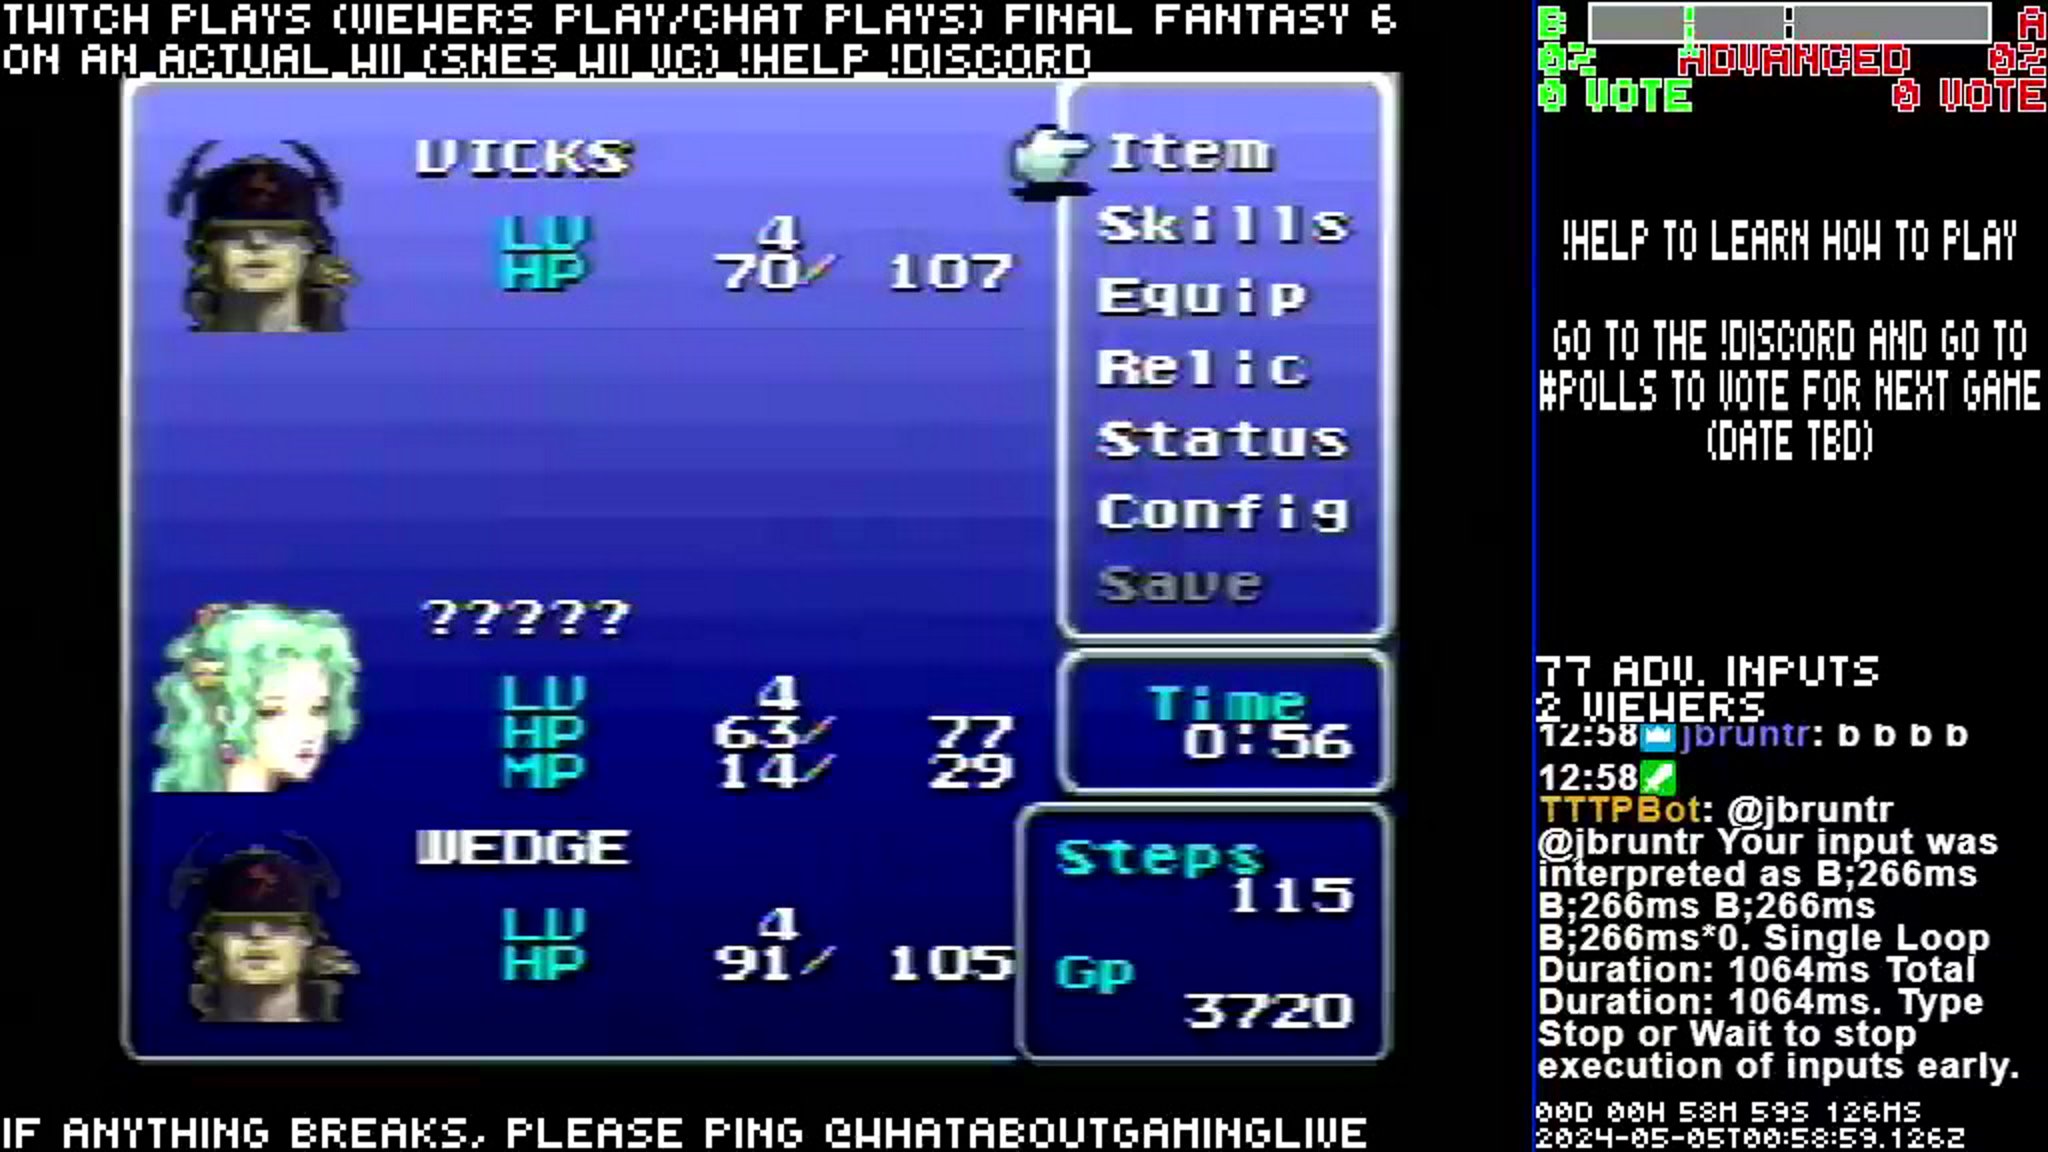 TWITCH PLAYS (VIEWERS PLAY/CHAT PLAYS) FINAL FANTASY 6
ON AN ACTUAL WII (SNES WII VC) !HELP !DISCORD
VICKS
LV 4
HP 70/ 107
?????
LV 4
HP 63/ 77
MP 14/ 29
WEDGE
LV 4
HP 91/ 105
Item
Skills
Equip
Relic
Status
Config
Save
Time
0:56
Steps
115
Gp
3720
IF ANYTHING BREAKS, PLEASE PING @WHATABOUTGAMINGLIVE
B A
0% ADVANCED 0%
0 VOTE 0 VOTE
!HELP TO LEARN HOW TO PLAY
GO TO THE !DISCORD AND GO TO
#POLLS TO VOTE FOR NEXT GAME
(DATE TBD)
77 ADV. INPUTS
2 VIEWERS
12:58 jbruntr: b b b b
12:58
TTTPBot: @jbruntr
@jbruntr Your input was
interpreted as B;266ms
B;266ms B;266ms
B;266ms*0. Single Loop
Duration: 1064ms Total
Duration: 1064ms. Type
Stop or Wait to stop
execution of inputs early.
00D 00H 58M 59S 126MS
2024-05-05T00:58:59.126Z